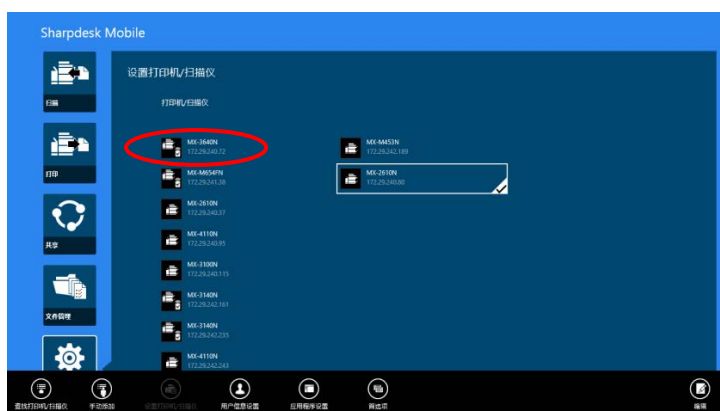 Sharpdesk Mobile
设置打印机/扫描仪
扫描
打印机/扫描仪
MX-3640N
172.29.240.72
MX-M453N
172.29.242.189
打印
MX-M654FN
172.29.241.38
MX-2610N
172.29.240.80
MX-2610N
172.29.240.37
共享
MX-4110N
172.29.240.95
MX-3100N
172.29.240.115
文件管理
MX-3140N
172.29.242.161
MX-3140N
172.29.242.235
MX-4110N
172.29.242.243
查找打印机/扫描仪
手动添加
设置打印机/扫描仪
用户信息设置
应用程序设置
首选项
编辑